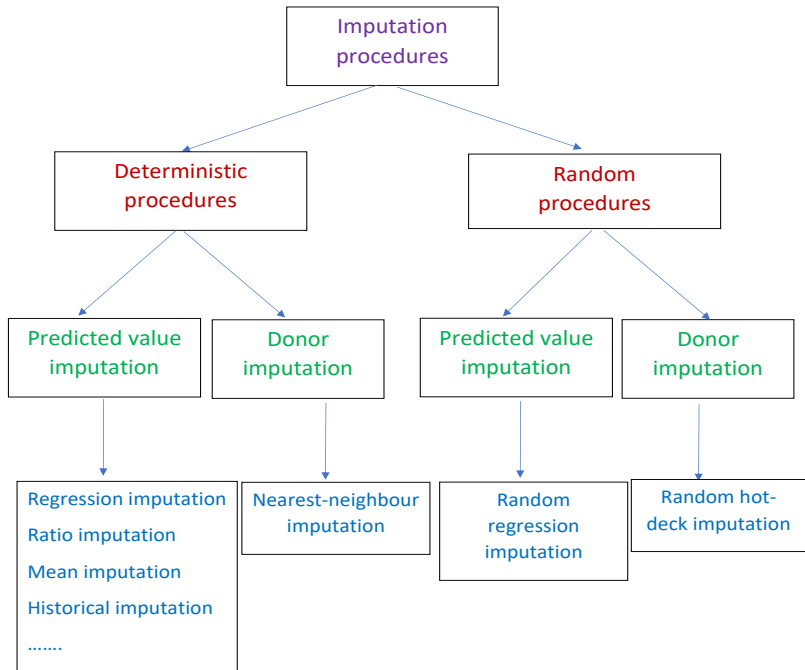 Imputation
procedures
Deterministic
procedures
Random
procedures
Predicted value
imputation
Donor
imputation
Predicted value
imputation
Donor
imputation
Regression imputation
Ratio imputation
Mean imputation
Historical imputation
…….
Nearest-neighbour
imputation
Random
regression
imputation
Random hot-
deck imputation